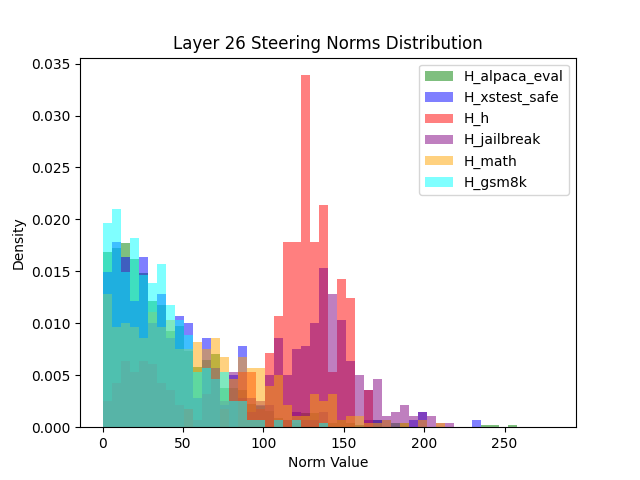 Layer 26 Steering Norms Distribution
0.035
0.030
0.025
0.020
0.015
0.010
0.005
0.000
Density
0
50
100
150
200
250
Norm Value
H_alpaca_eval
H_xstest_safe
H_h
H_jailbreak
H_math
H_gsm8k